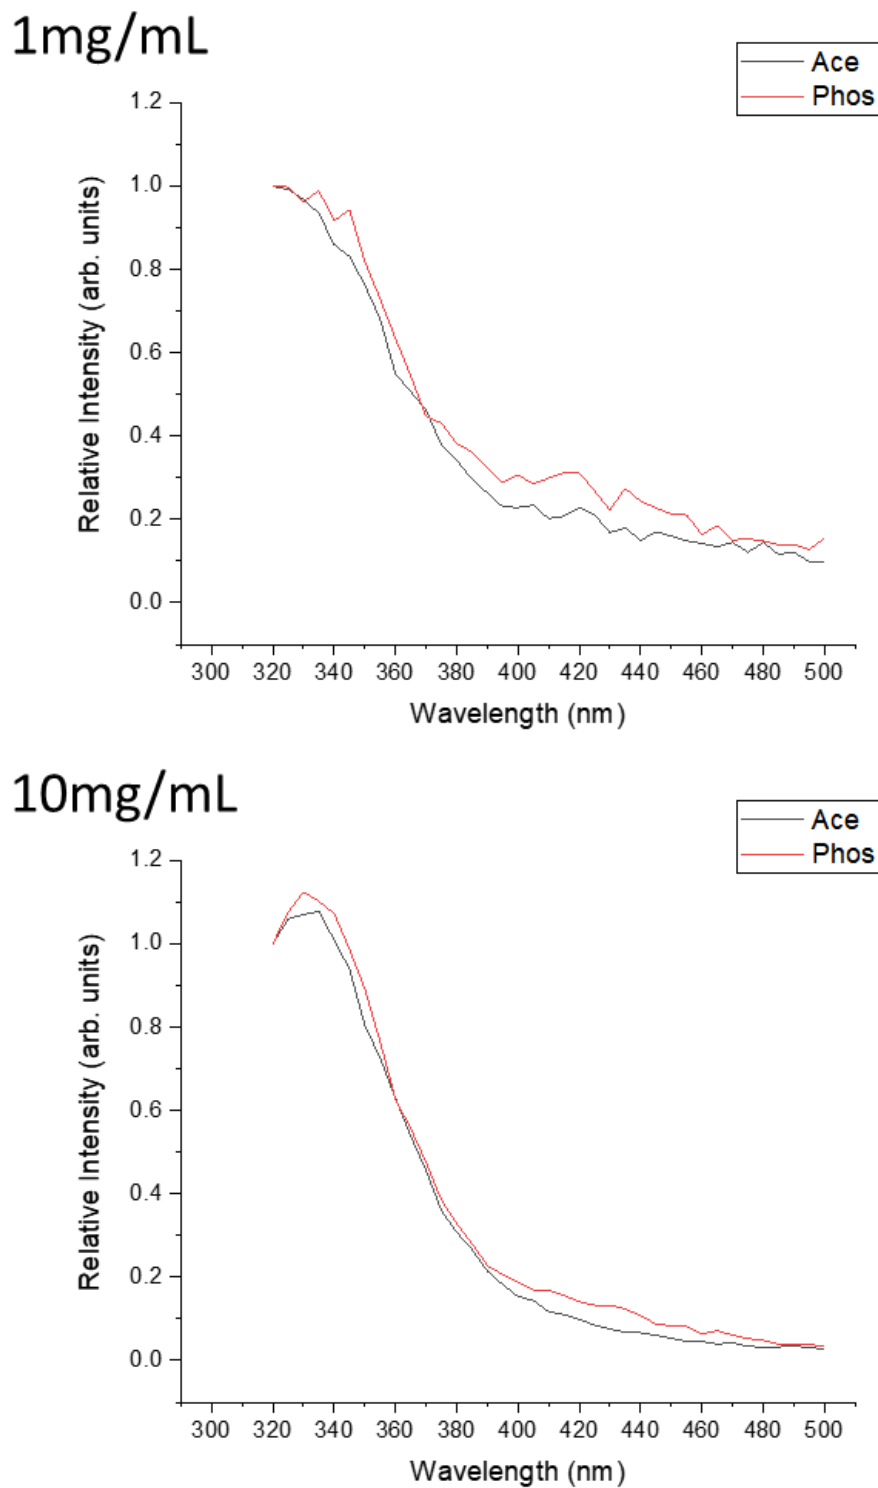 1mg/mL
Ace
Phos
1.2
1.0
0.8
0.6
0.4
0.2
0.0
Relative Intensity (arb. units)
300 320 340 360 380 400 420 440 460 480 500
Wavelength (nm)
10mg/mL
Ace
Phos
1.2
1.0
0.8
0.6
0.4
0.2
0.0
Relative Intensity (arb. units)
300 320 340 360 380 400 420 440 460 480 500
Wavelength (nm)